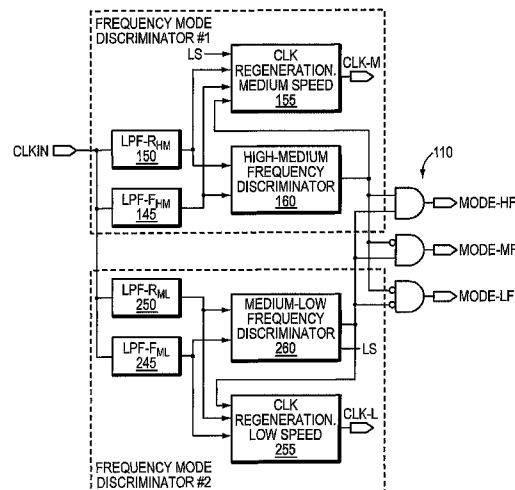 FREQUENCY MODE
DISCRIMINATOR #1
LS
CLK
REGENERATION.
MEDIUM SPEED
155
CLK-M
CLKIN
LPF-RHM
150
LPF-FHM
145
HIGH-MEDIUM
FREQUENCY
DISCRIMINATOR
160
110
MODE-HF
MODE-MF
MODE-LF
LPF-RML
250
LPF-FML
245
MEDIUM-LOW
FREQUENCY
DISCRIMINATOR
260
LS
CLK
REGENERATION.
LOW SPEED
255
CLK-L
FREQUENCY MODE
DISCRIMINATOR #2